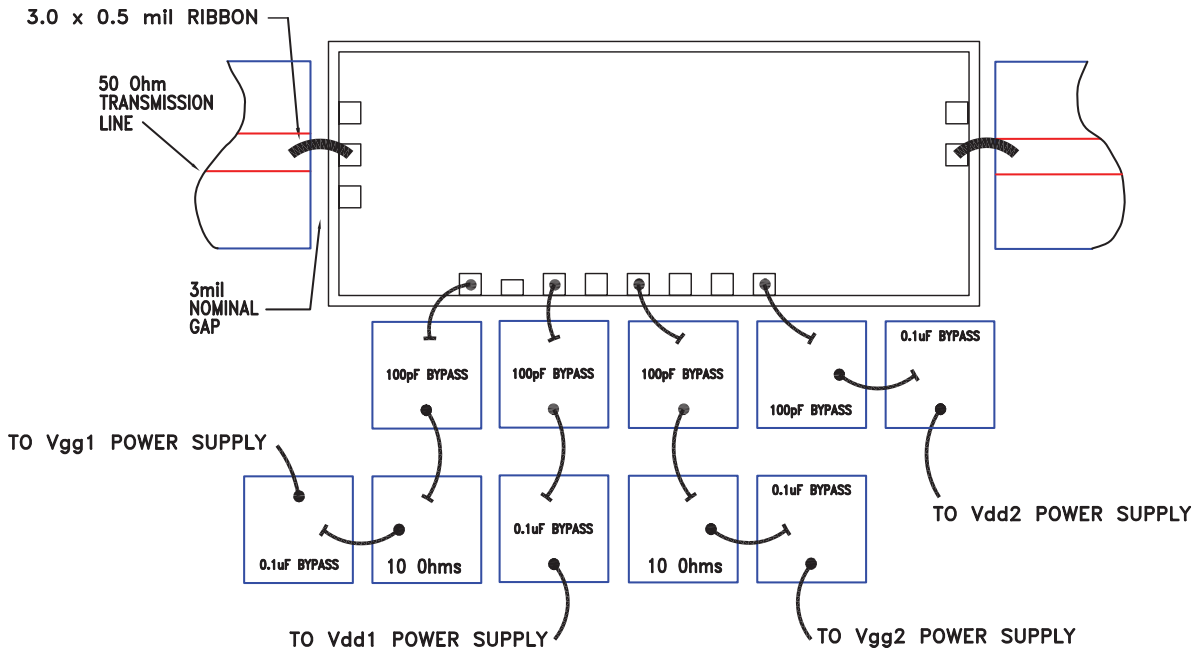 3.0 x 0.5 mil RIBBON
50 Ohm
TRANSMISSION
LINE
3mil
NOMINAL
GAP
100pF BYPASS
100pF BYPASS
100pF BYPASS
100pF BYPASS
0.1uF BYPASS
TO Vgg1 POWER SUPPLY
0.1uF BYPASS
10 Ohms
0.1uF BYPASS
10 Ohms
0.1uF BYPASS
TO Vdd2 POWER SUPPLY
TO Vdd1 POWER SUPPLY
TO Vgg2 POWER SUPPLY